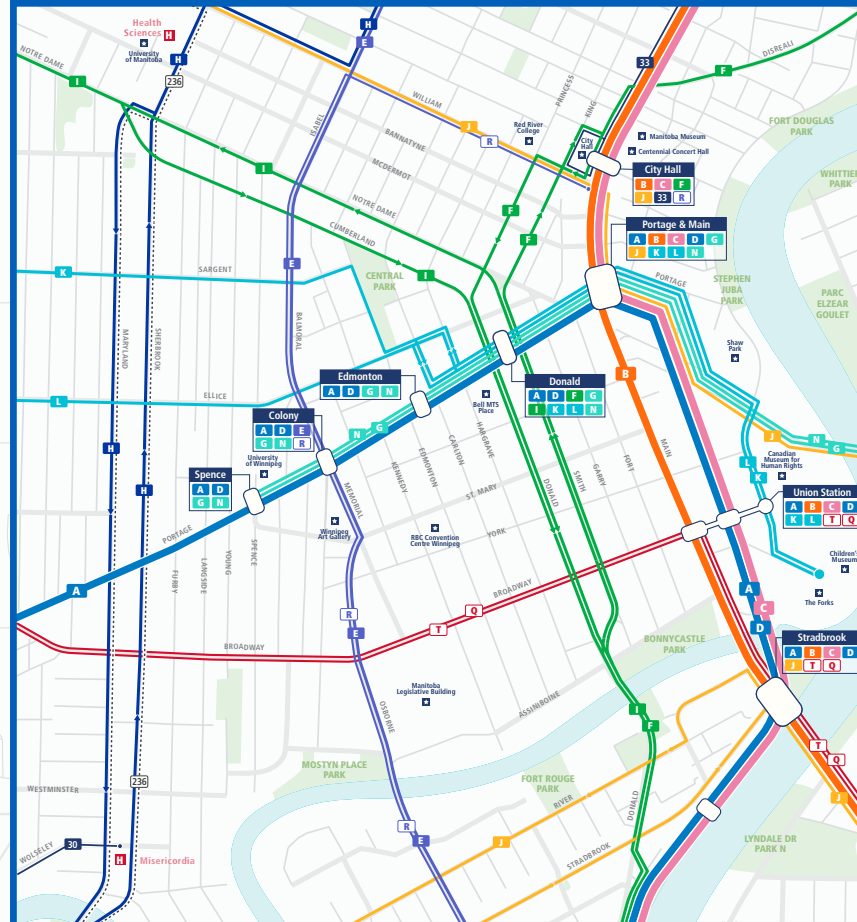 Health
Sciences H
University
of Manitoba
H
236
H
E
33
DISREALI
F
NOTRE DAME
I
ISABEL
WILLIAM
J
R
BANNATYNE
MCDERMOT
PRINCESS
KING
Red River
College
City
Hall
Manitoba Museum
Centennial Concert Hall
FORT DOUGLAS
PARK
City Hall
B C F
J 33 R
WHITTIER
PARK
I
NOTRE DAME
CUMBERLAND
F
F
Portage & Main
A B C D G
J K L N
K
SARGENT
E
I
CENTRAL
PARK
PORTAGE
STEPHEN
JUBA
PARK
PARC
ELZEAR
GOULET
MARYLAND
SHERBROOK
BALMORAL
Shaw
Park
Edmonton
A D G N
Donald
A D F G
I K L N
B
L
ELLICE
Bell MTS
Place
Colony
A D E
G N R
N
G
J
N
G
H
University
of Winnipeg
KENNEDY
EDMONTON
CARLTON
HARGRAVE
GARRY
FORT
MAIN
L
K
Canadian
Museum for
Human Rights
Spence
A D
G N
H
MEMORIAL
ST. MARY
DONALD
SMITH
Union Station
A B C D
K L T Q
PORTAGE
Winnipeg
Art Gallery
RBC Convention
Centre Winnipeg
YORK
FURBY
LANGSIDE
YOUNG
SPENCE
Children's
Museum
A
BROADWAY
A
C
D
The Forks
R
E
T
Q
BROADWAY
BONNYCASTLE
PARK
Stradbrook
A B C D
J T Q
Manitoba
Legislative Building
OSBORNE
ASSINIBOINE
I
F
T
Q
MOSTYN PLACE
PARK
236
WESTMINSTER
FORT ROUGE
PARK
RIVER
DONALD
J
R
E
J
STRADBROOK
LYNDALE DR
PARK N
WOLSELEY
30
H Misericordia